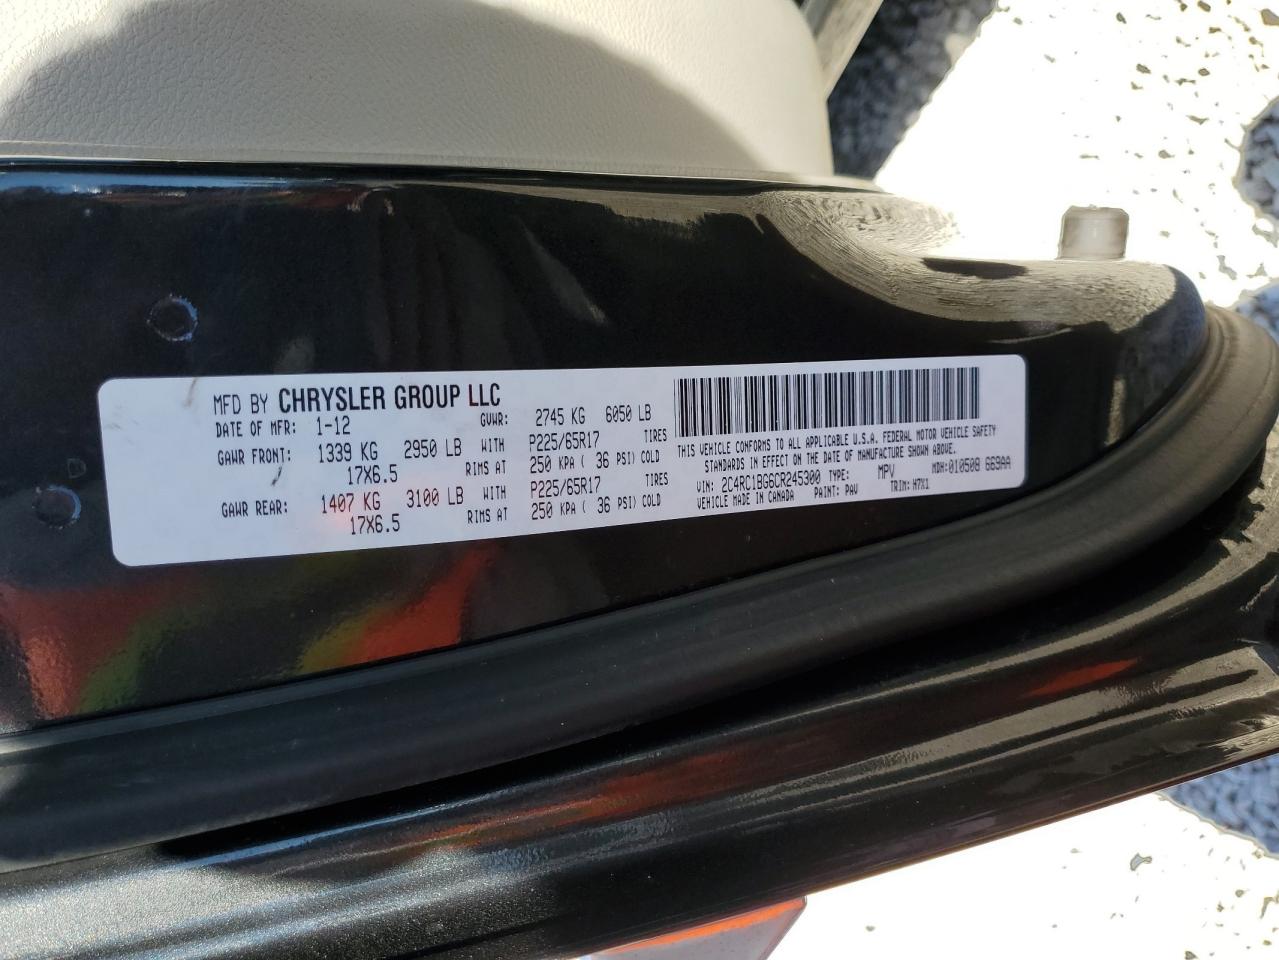 MFD BY CHRYSLER GROUP LLC
DATE OF MFR: 1-12 GVWR: 2745 KG 6050 LB
GAWR FRONT: 1339 KG 2950 LB WITH P225/65R17 TIRES
17X6.5 RIMS AT 250 KPA ( 36 PSI) COLD
GAWR REAR: 1407 KG 3100 LB WITH P225/65R17 TIRES
17X6.5 RIMS AT 250 KPA ( 36 PSI) COLD
THIS VEHICLE CONFORMS TO ALL APPLICABLE U.S.A. FEDERAL MOTOR VEHICLE SAFETY
STANDARDS IN EFFECT ON THE DATE OF MANUFACTURE SHOWN ABOVE.
VIN: 2C4RC1BG6CR245300 TYPE: MPV MDH: 010508 669AA
VEHICLE MADE IN CANADA PAINT: PAV TRIM: H7X1